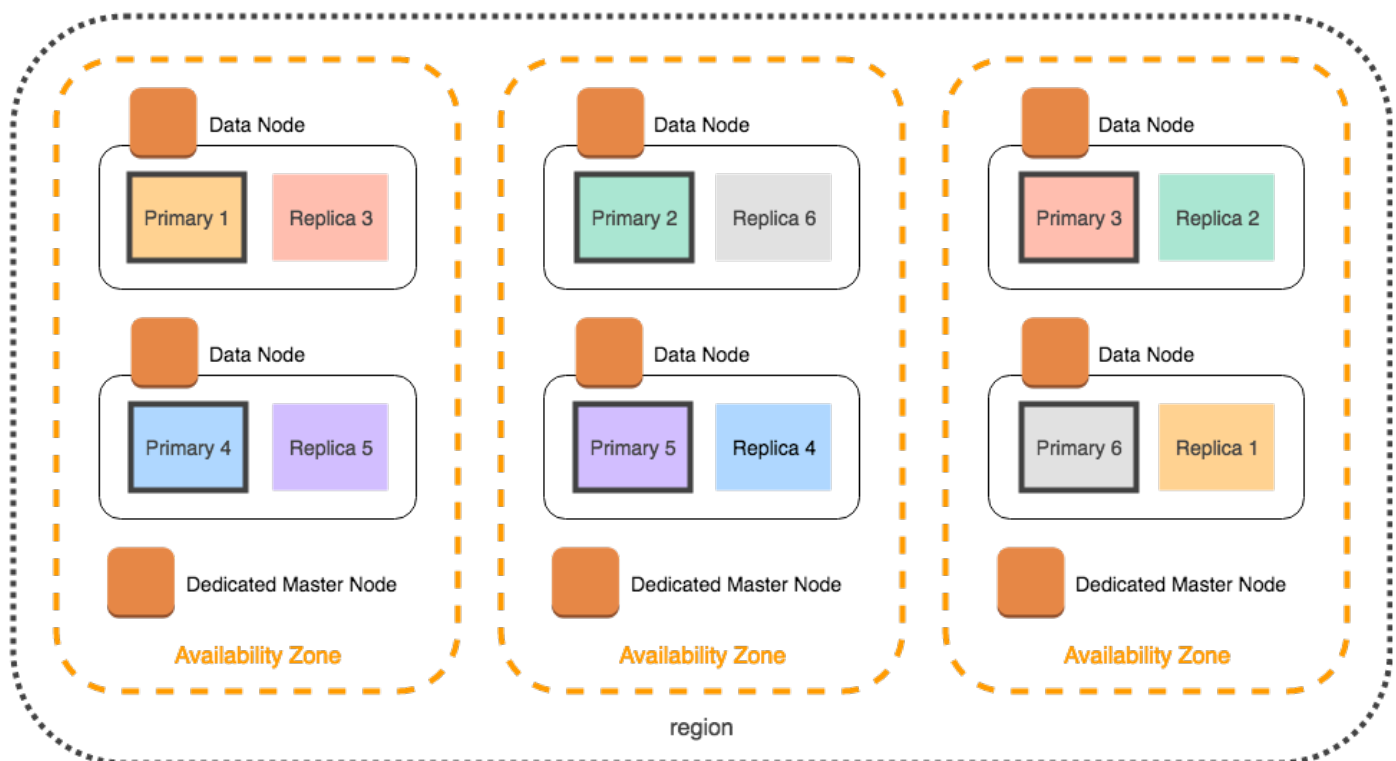 Data Node
Primary 1
Replica 3
Data Node
Primary 4
Replica 5
Dedicated Master Node
Availability Zone
Data Node
Primary 2
Replica 6
Data Node
Primary 5
Replica 4
Dedicated Master Node
Availability Zone
Data Node
Primary 3
Replica 2
Data Node
Primary 6
Replica 1
Dedicated Master Node
Availability Zone
region